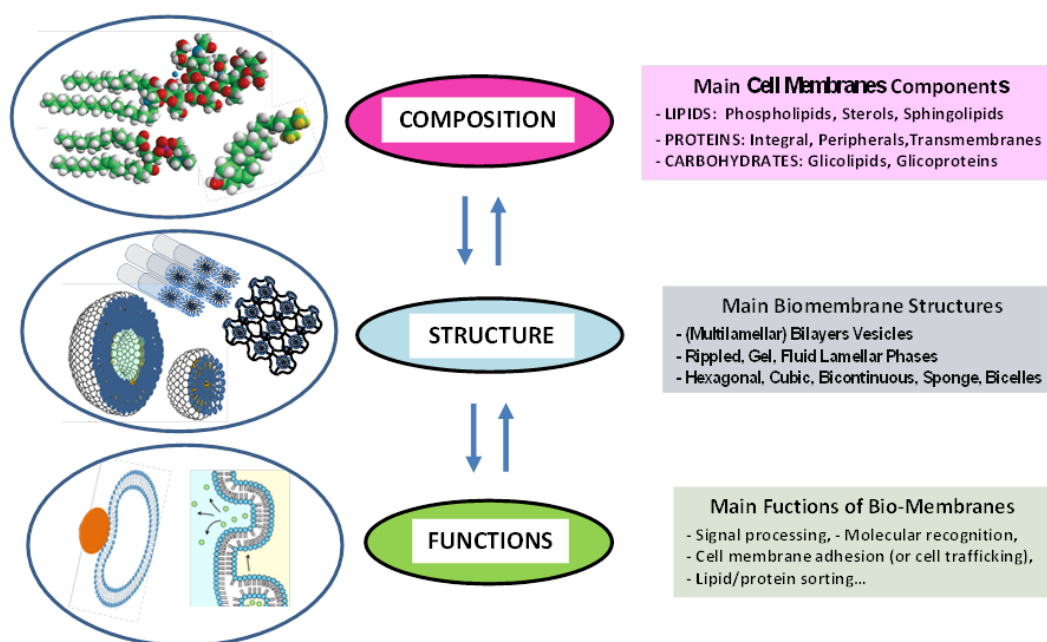 COMPOSITION
Main Cell Membranes Components
- LIPIDS: Phospholipids, Sterols, Sphingolipids
- PROTEINS: Integral, Peripherals,Transmembranes
- CARBOHYDRATES: Glicolipids, Glicoproteins
STRUCTURE
Main Biomembrane Structures
- (Multilamellar) Bilayers Vesicles
- Rippled, Gel, Fluid Lamellar Phases
- Hexagonal, Cubic, Bicontinuous, Sponge, Bicelles
FUNCTIONS
Main Fuctions of Bio-Membranes
- Signal processing, - Molecular recognition,
- Cell membrane adhesion (or cell trafficking),
- Lipid/protein sorting...